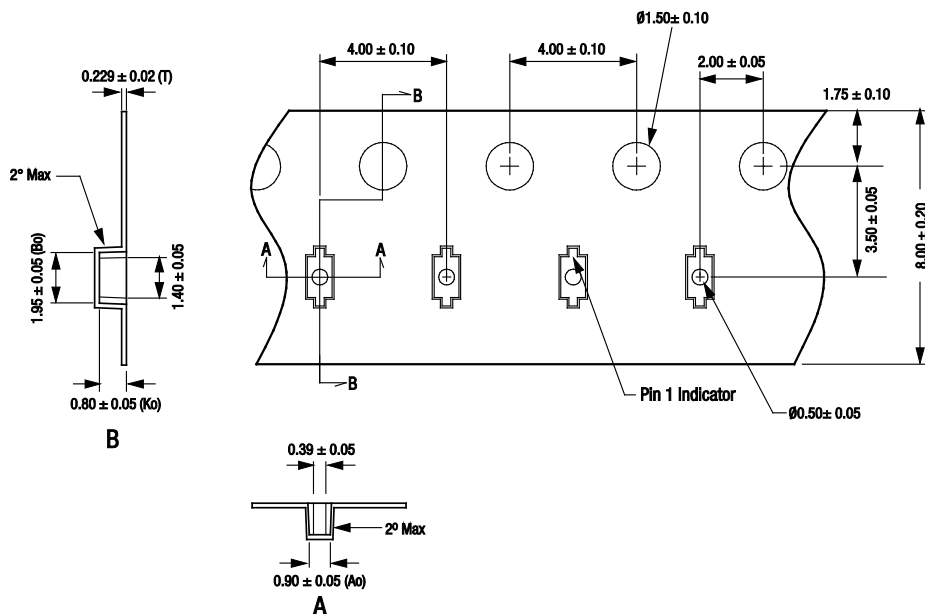 Ø1.50± 0.10
4.00 ± 0.10
4.00 ± 0.10
2.00 ± 0.05
0.229 ± 0.02 (T)
1.75 ± 0.10
B
2° Max
3.50 ± 0.05
8.00 ± 0.20
A
A
1.95 ± 0.05 (Bo)
1.40 ± 0.05
B
Pin 1 Indicator
0.80 ± 0.05 (Ko)
Ø0.50± 0.05
B
0.39 ± 0.05
2º Max
0.90 ± 0.05 (Ao)
A